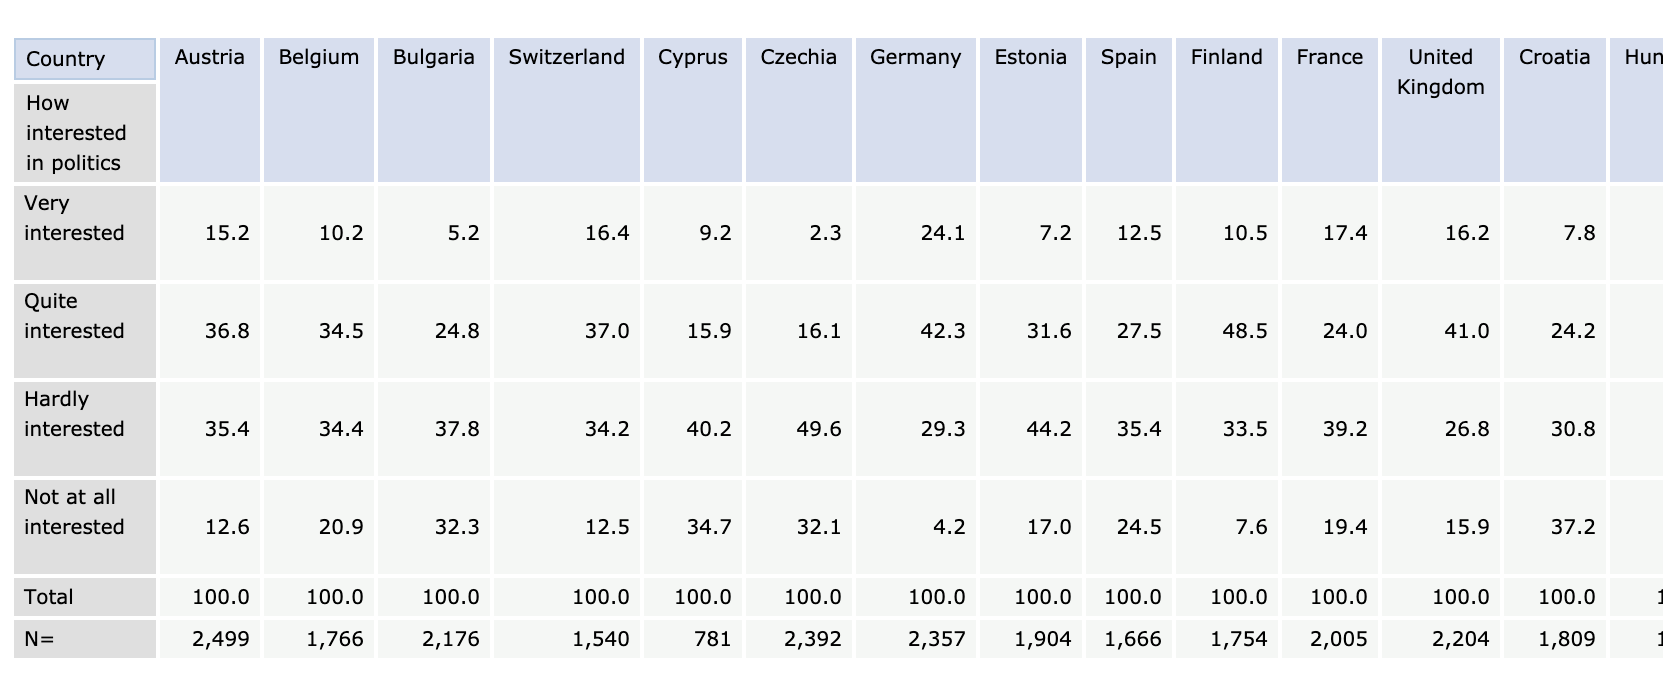 Country Austria Belgium Bulgaria Switzerland Cyprus Czechia Germany Estonia Spain Finland France United Croatia Hun
Kingdom
How
interested
in politics
Very
interested 15.2 10.2 5.2 16.4 9.2 2.3 24.1 7.2 12.5 10.5 17.4 16.2 7.8
Quite
interested 36.8 34.5 24.8 37.0 15.9 16.1 42.3 31.6 27.5 48.5 24.0 41.0 24.2
Hardly
interested 35.4 34.4 37.8 34.2 40.2 49.6 29.3 44.2 35.4 33.5 39.2 26.8 30.8
Not at all
interested 12.6 20.9 32.3 12.5 34.7 32.1 4.2 17.0 24.5 7.6 19.4 15.9 37.2
Total 100.0 100.0 100.0 100.0 100.0 100.0 100.0 100.0 100.0 100.0 100.0 100.0 100.0 1
N= 2,499 1,766 2,176 1,540 781 2,392 2,357 1,904 1,666 1,754 2,005 2,204 1,809 1